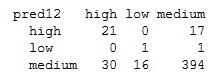 pred12 high low medium
high 21 0 17
low 0 1 1
medium 30 16 394